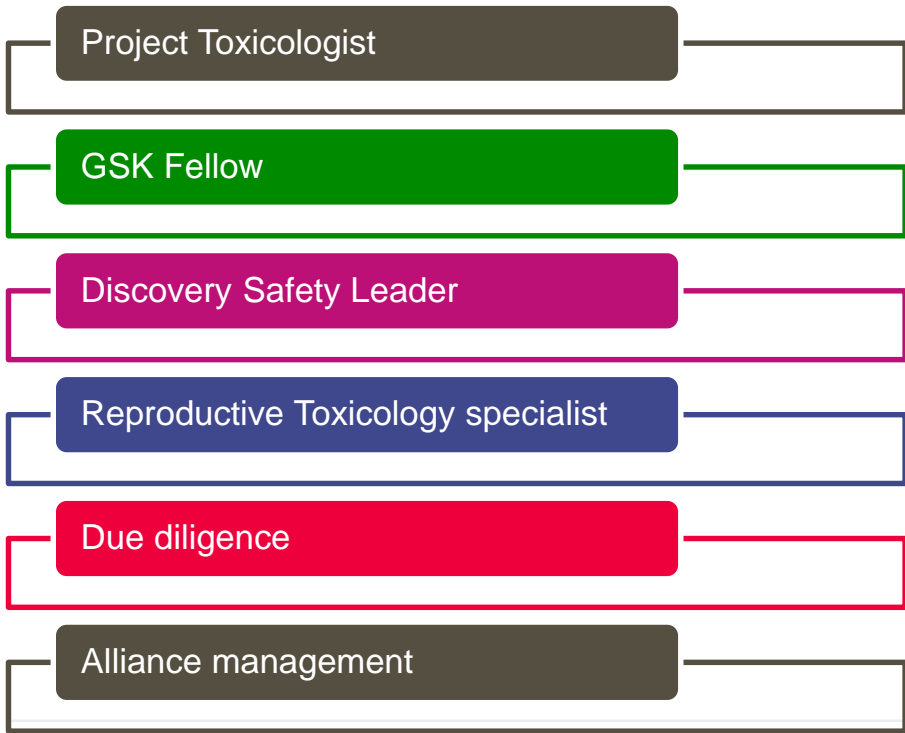 Project Toxicologist
GSK Fellow
Discovery Safety Leader
Reproductive Toxicology specialist
Due diligence
Alliance management